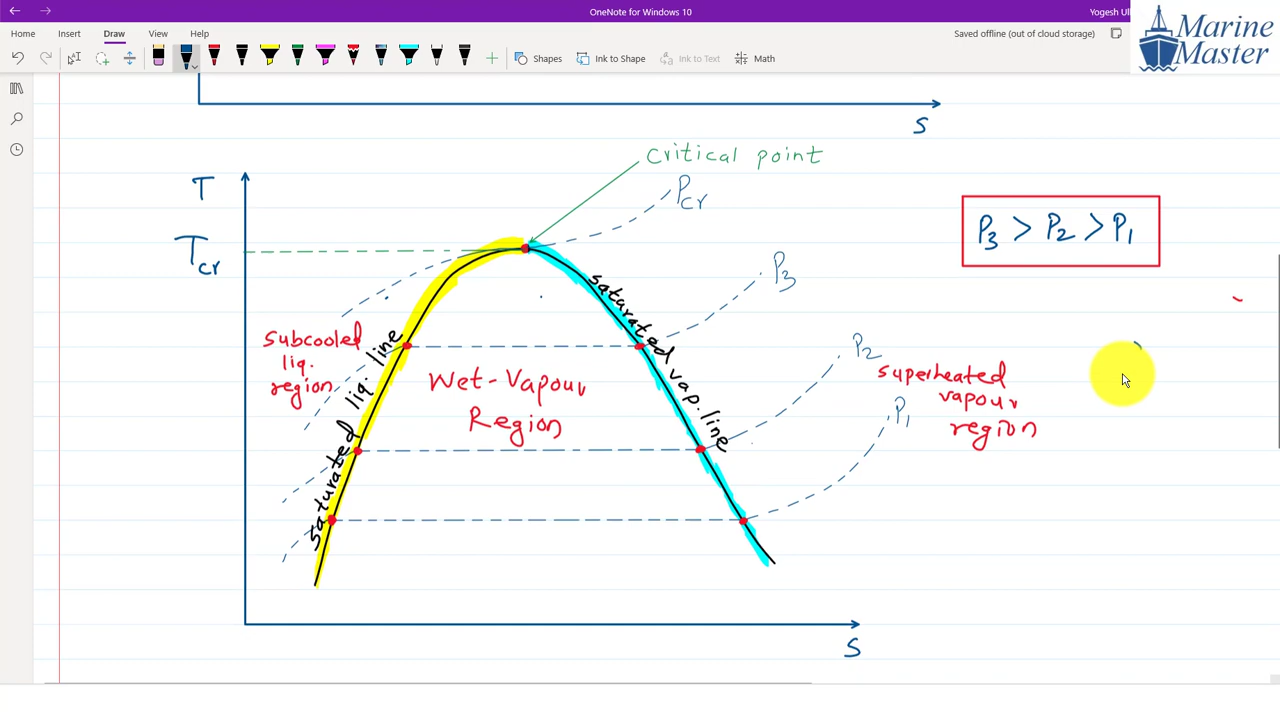 OneNote for Windows 10
Yogesh Ull
Home
Insert
Draw
View
Help
Saved offline (out of cloud storage)
Marine
Master
Shapes
Ink to Shape
Ink to Text
Math
S
Critical point
T
Pcr
Tcr
P3 > P2 > P1
P3
saturated vap. line
subcooled
liq.
region
saturated liq. line
Wet-Vapour
Region
P2
superheated
vapour
region
P1
S